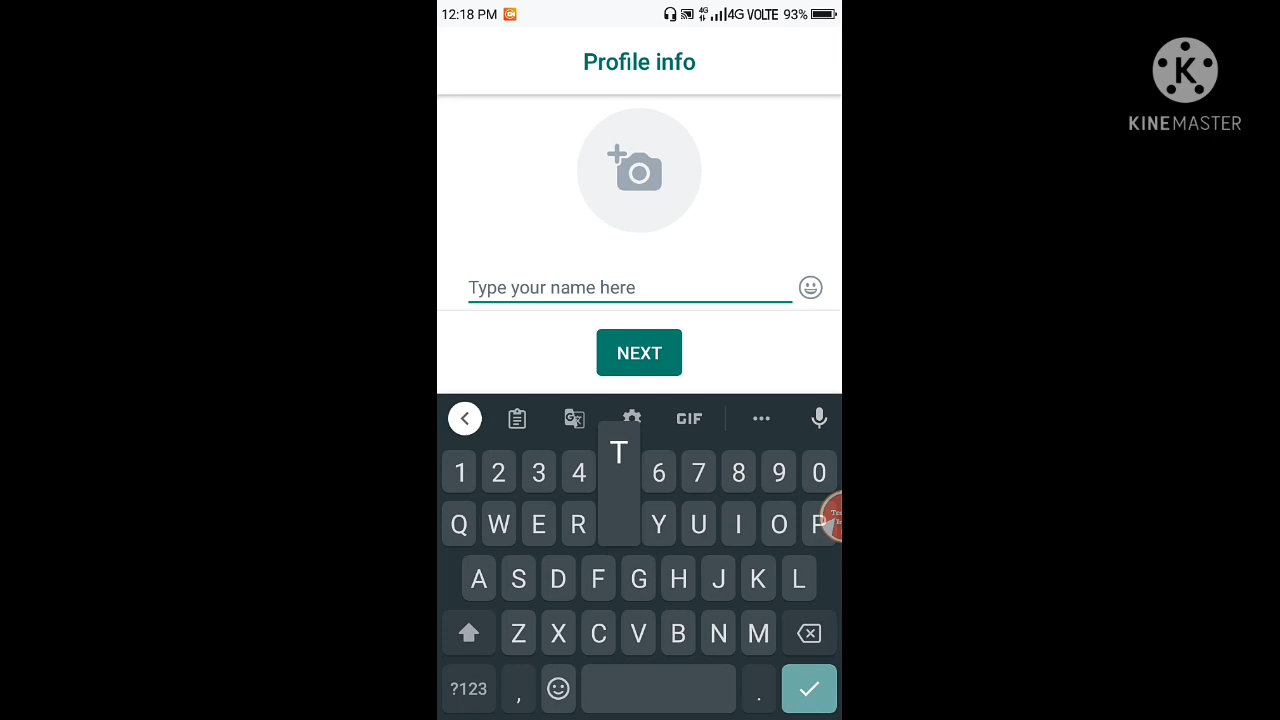 12:18 PM 4G 4G VOLTE 93%
K
KINEMASTER
Profile info
Type your name here
NEXT
GIF
T
1 2 3 4 6 7 8 9 0
Q W E R Y U I O P
A S D F G H J K L
Z X C V B N M
?123 , .